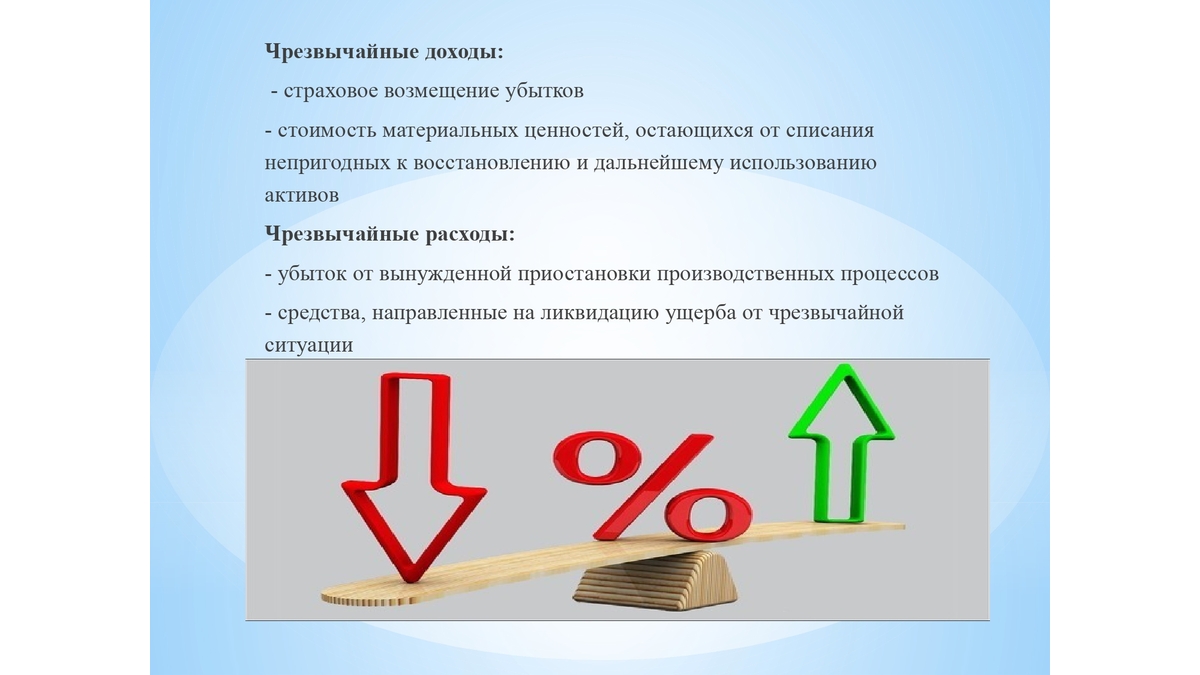 Чрезвычайные доходы:
- страховое возмещение убытков
- стоимость материальных ценностей, остающихся от списания
непригодных к восстановлению и дальнейшему использованию
активов
Чрезвычайные расходы:
- убыток от вынужденной приостановки производственных процессов
- средства, направленные на ликвидацию ущерба от чрезвычайной
ситуации
%